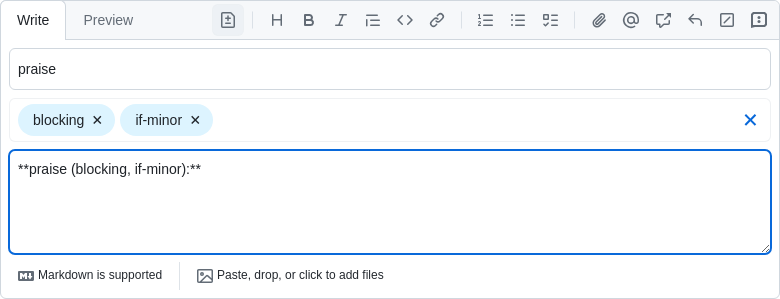 Write Preview
praise
blocking × if-minor ×
**praise (blocking, if-minor):**
Markdown is supported Paste, drop, or click to add files